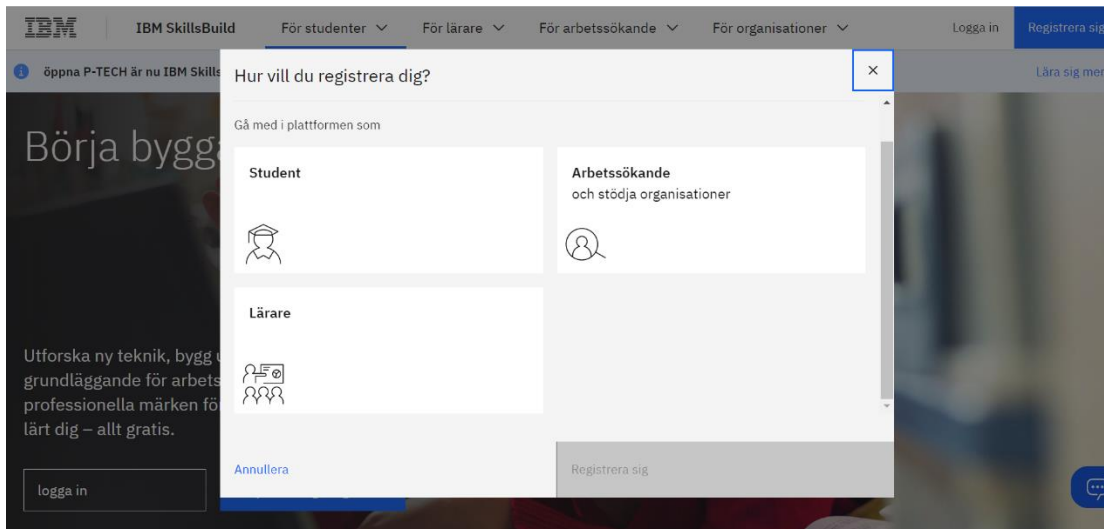 IBM
IBM SkillsBuild
För studenter
För lärare
För arbetssökande
För organisationer
Logga in
Registrera sig
öppna P-TECH är nu IBM Skills
Lära sig mer
Hur vill du registrera dig?
Gå med i plattformen som
Student
Arbetssökande
och stödja organisationer
Lärare
Annullera
Registrera sig
Börja bygga
Utforska ny teknik, bygg
grundläggande för arbets
professionella märken fö
lärt dig – allt gratis.
logga in